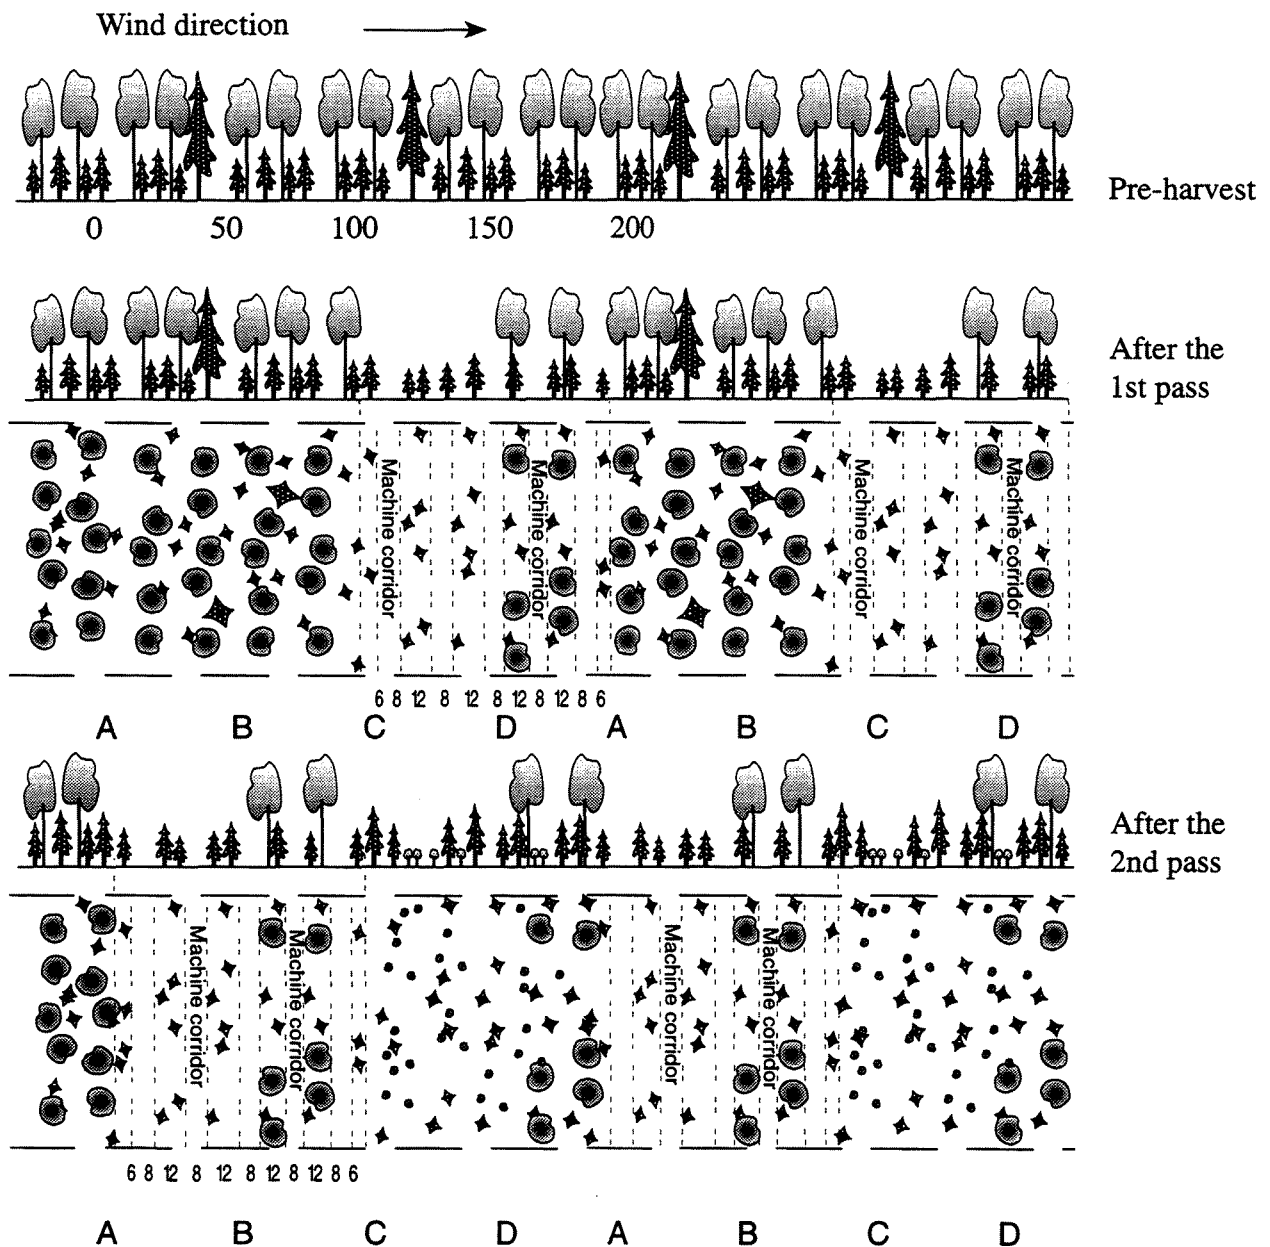 Wind direction
Pre-harvest
0 50 100 150 200
After the
1st pass
Machine corridor
Machine corridor
Machine corridor
Machine corridor
6 8 12 8 12 8 12 8 12 8 6
A B C D A B C D
After the
2nd pass
Machine corridor
Machine corridor
Machine corridor
Machine corridor
6 8 12 8 12 8 12 8 12 8 6
A B C D A B C D